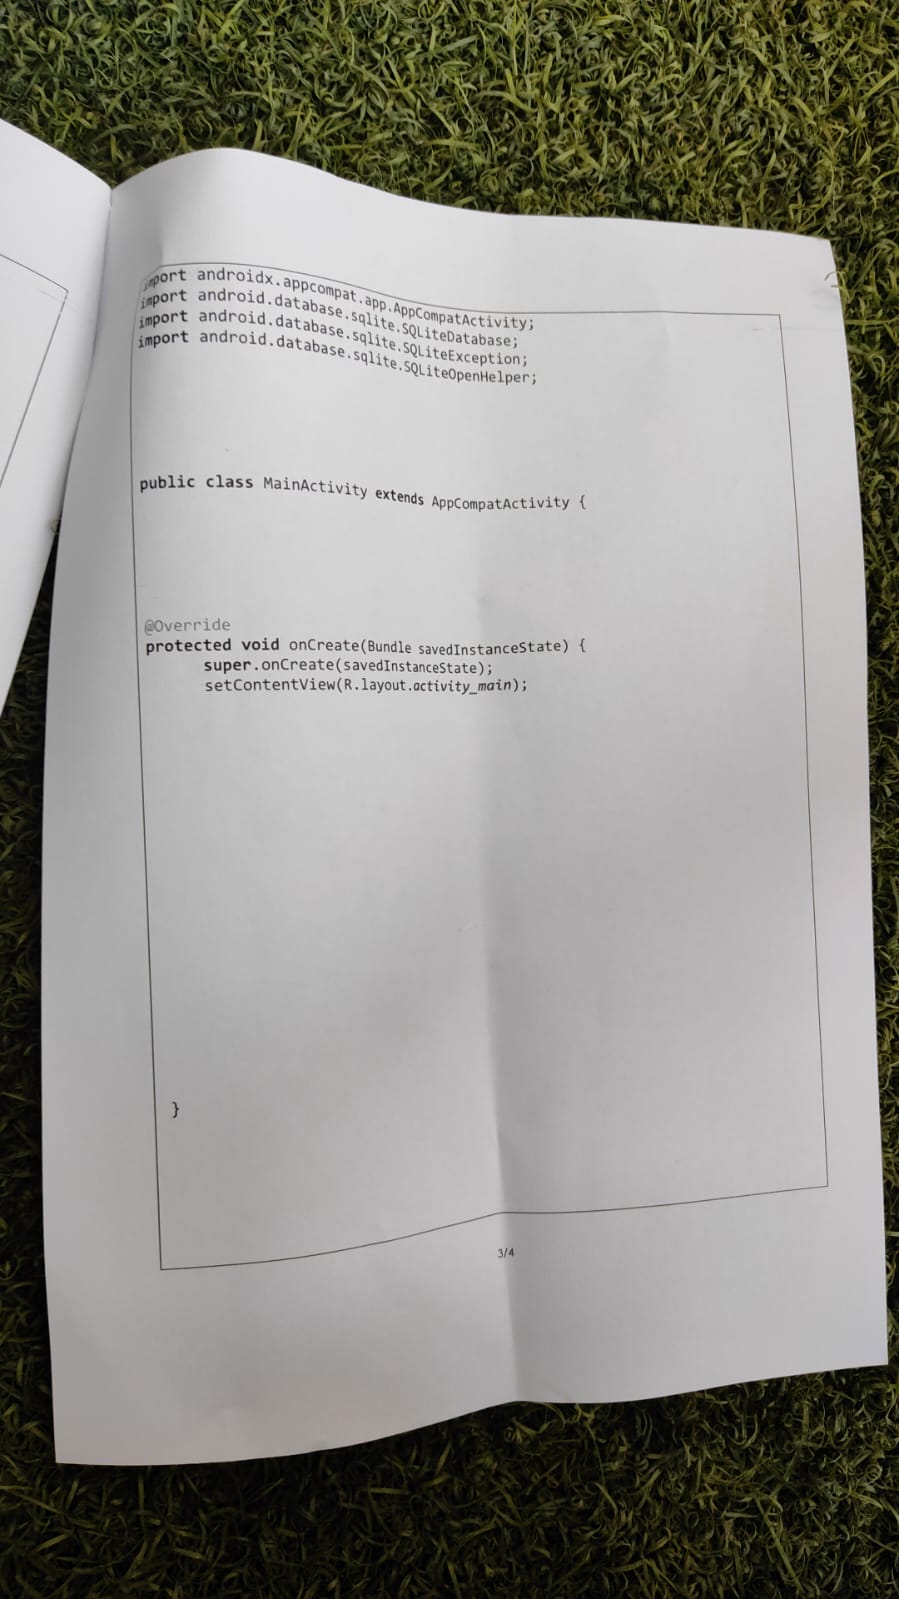 import androidx.appcompat.app.AppCompatActivity;
import android.database.sqlite.SQLiteDatabase;
import android.database.sqlite.SQLiteException;
import android.database.sqlite.SQLiteOpenHelper;
public class MainActivity extends AppCompatActivity {
@Override
protected void onCreate(Bundle savedInstanceState) {
super.onCreate(savedInstanceState);
setContentView(R.layout.activity_main);
}
3/4